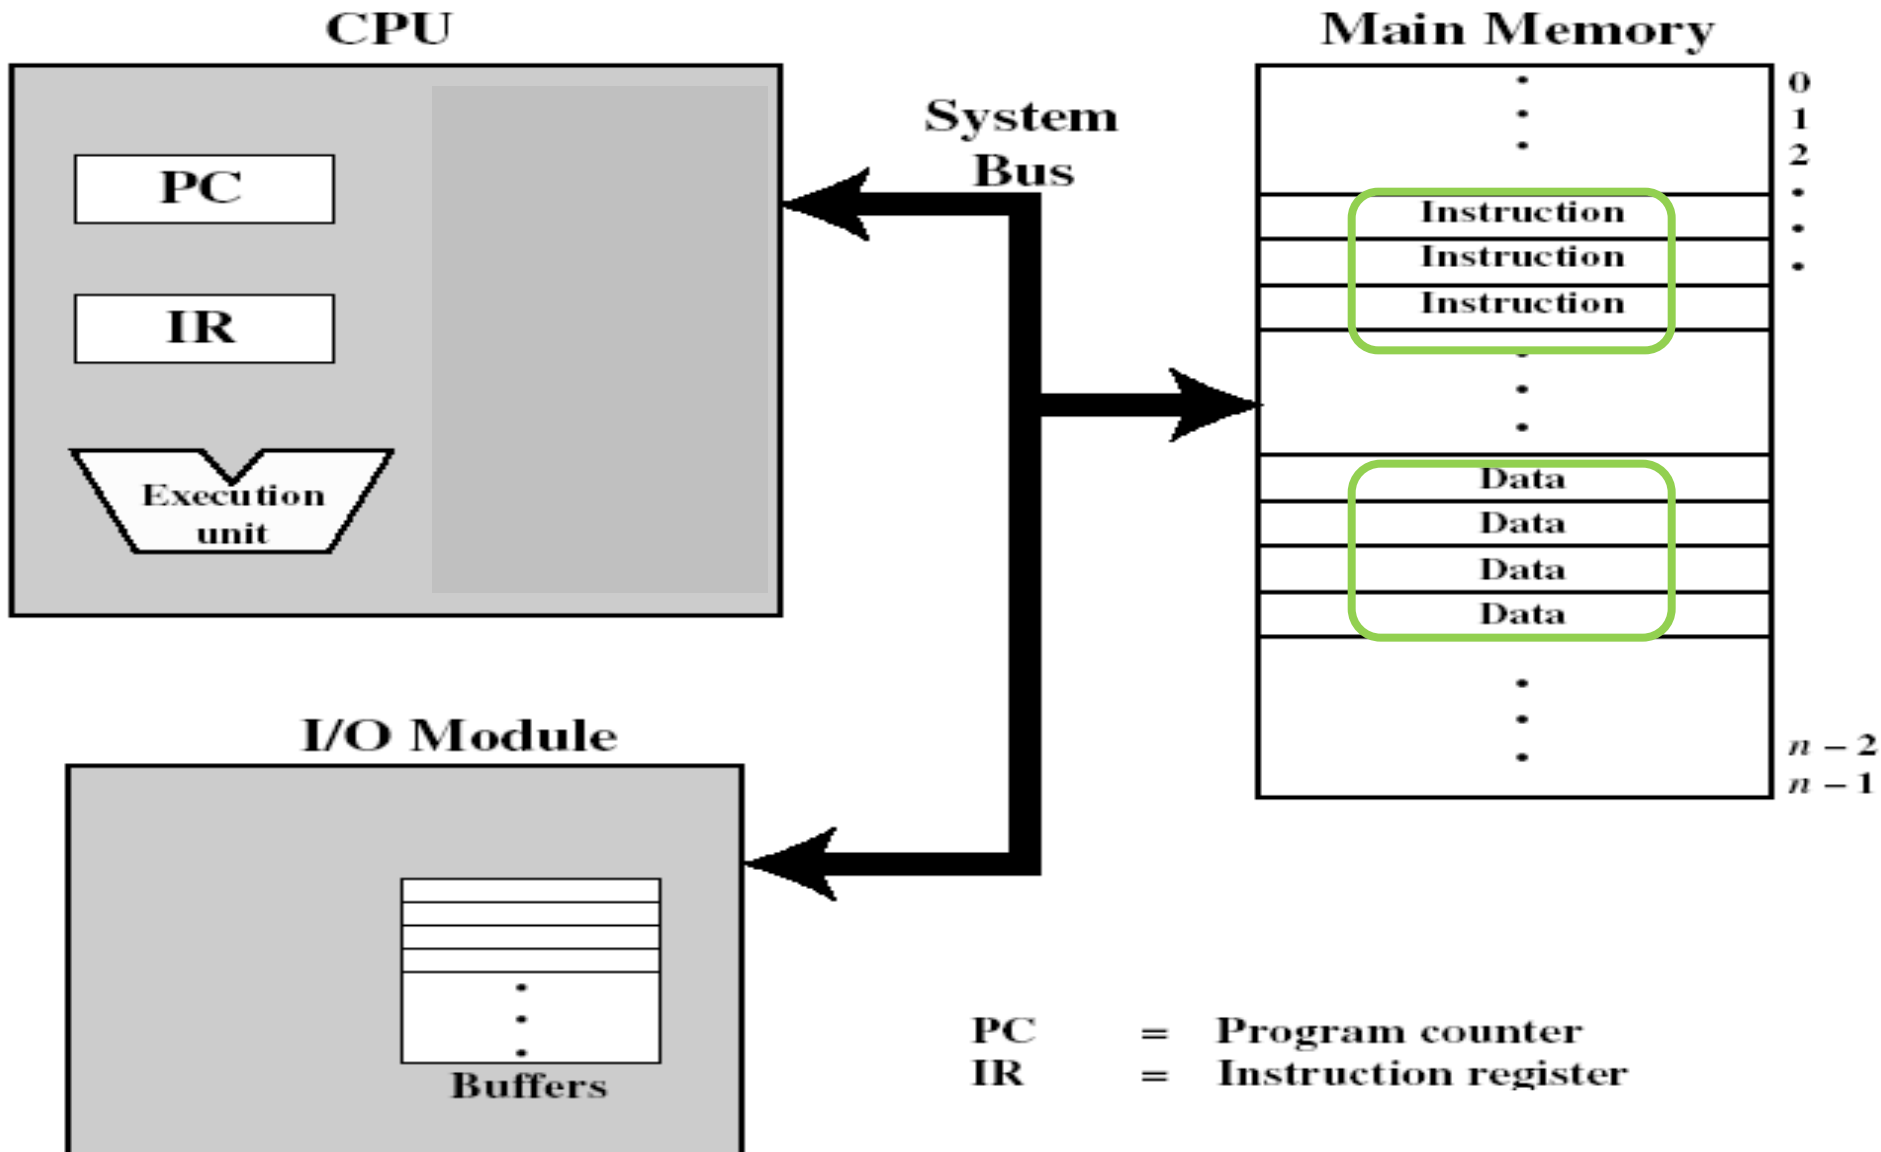 CPU
PC
IR
Execution
unit
System
Bus
Main Memory
0
1
2
Instruction
Instruction
Instruction
Data
Data
Data
Data
n – 2
n – 1
I/O Module
Buffers
PC = Program counter
IR = Instruction register